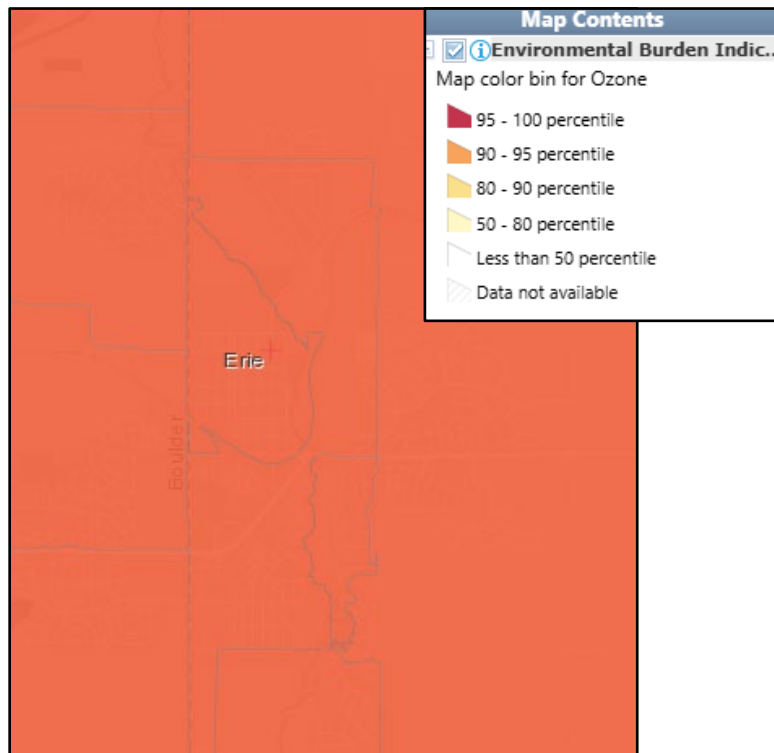 Map Contents
Environmental Burden Indic..
Map color bin for Ozone
95 - 100 percentile
90 - 95 percentile
80 - 90 percentile
50 - 80 percentile
Less than 50 percentile
Data not available
Erie
Boulder